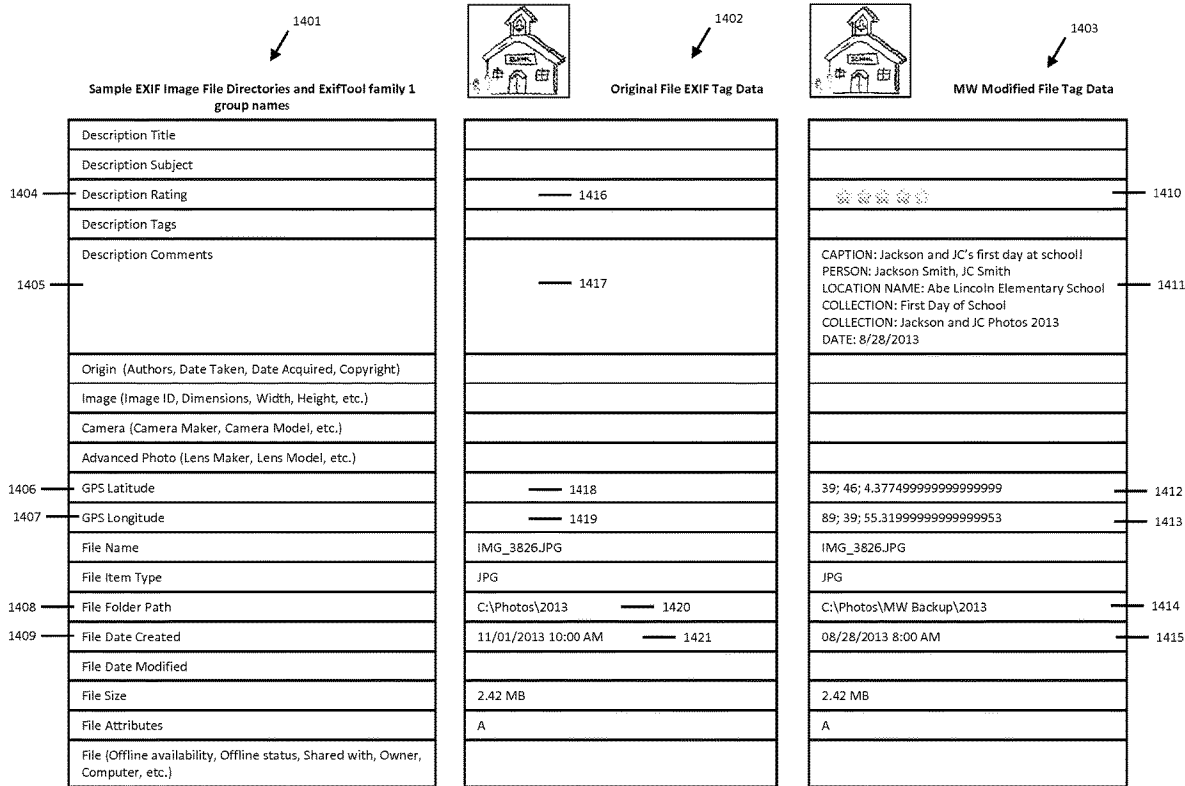 1401
1402
1403
SCHOOL
SCHOOL
Sample EXIF Image File Directories and ExifTool family 1
group names
Original File EXIF Tag Data
MW Modified File Tag Data
Description Title
Description Subject
1404
Description Rating
1416
1410
Description Tags
Description Comments
1405
1417
CAPTION: Jackson and JC's first day at school!
PERSON: Jackson Smith, JC Smith
LOCATION NAME: Abe Lincoln Elementary School
COLLECTION: First Day of School
COLLECTION: Jackson and JC Photos 2013
DATE: 8/28/2013
1411
Origin (Authors, Date Taken, Date Acquired, Copyright)
Image (Image ID, Dimensions, Width, Height, etc.)
Camera (Camera Maker, Camera Model, etc.)
Advanced Photo (Lens Maker, Lens Model, etc.)
1406
GPS Latitude
1418
39; 46; 4.377499999999999999
1412
1407
GPS Longitude
1419
89; 39; 55.31999999999999953
1413
File Name
IMG_3826.JPG
IMG_3826.JPG
File Item Type
JPG
JPG
1408
File Folder Path
C:\Photos\2013
1420
C:\Photos\MW Backup\2013
1414
1409
File Date Created
11/01/2013 10:00 AM
1421
08/28/2013 8:00 AM
1415
File Date Modified
File Size
2.42 MB
2.42 MB
File Attributes
A
A
File (Offline availability, Offline status, Shared with, Owner,
Computer, etc.)